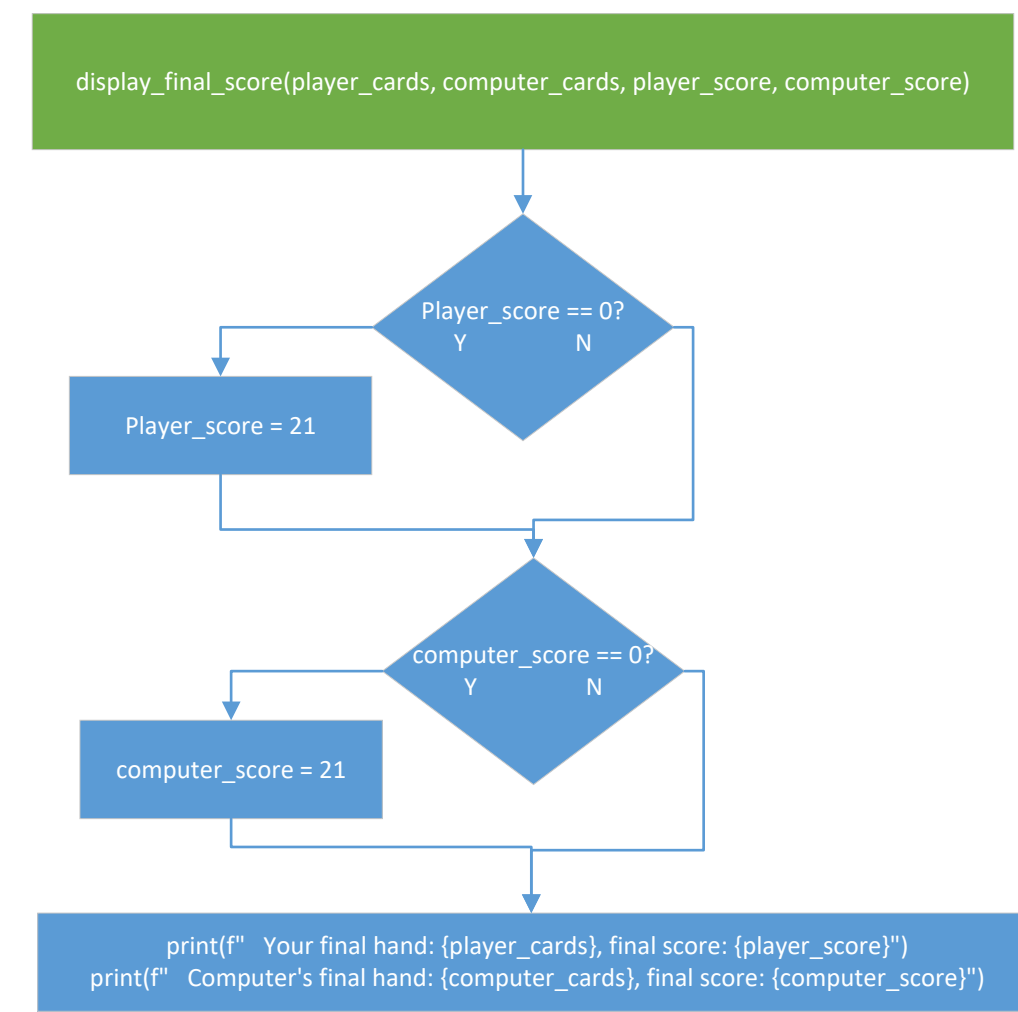 display_final_score(player_cards, computer_cards, player_score, computer_score)
Player_score == 0?
Y N
Player_score = 21
computer_score == 0?
Y N
computer_score = 21
print(f"   Your final hand: {player_cards}, final score: {player_score}")
print(f"   Computer's final hand: {computer_cards}, final score: {computer_score}")